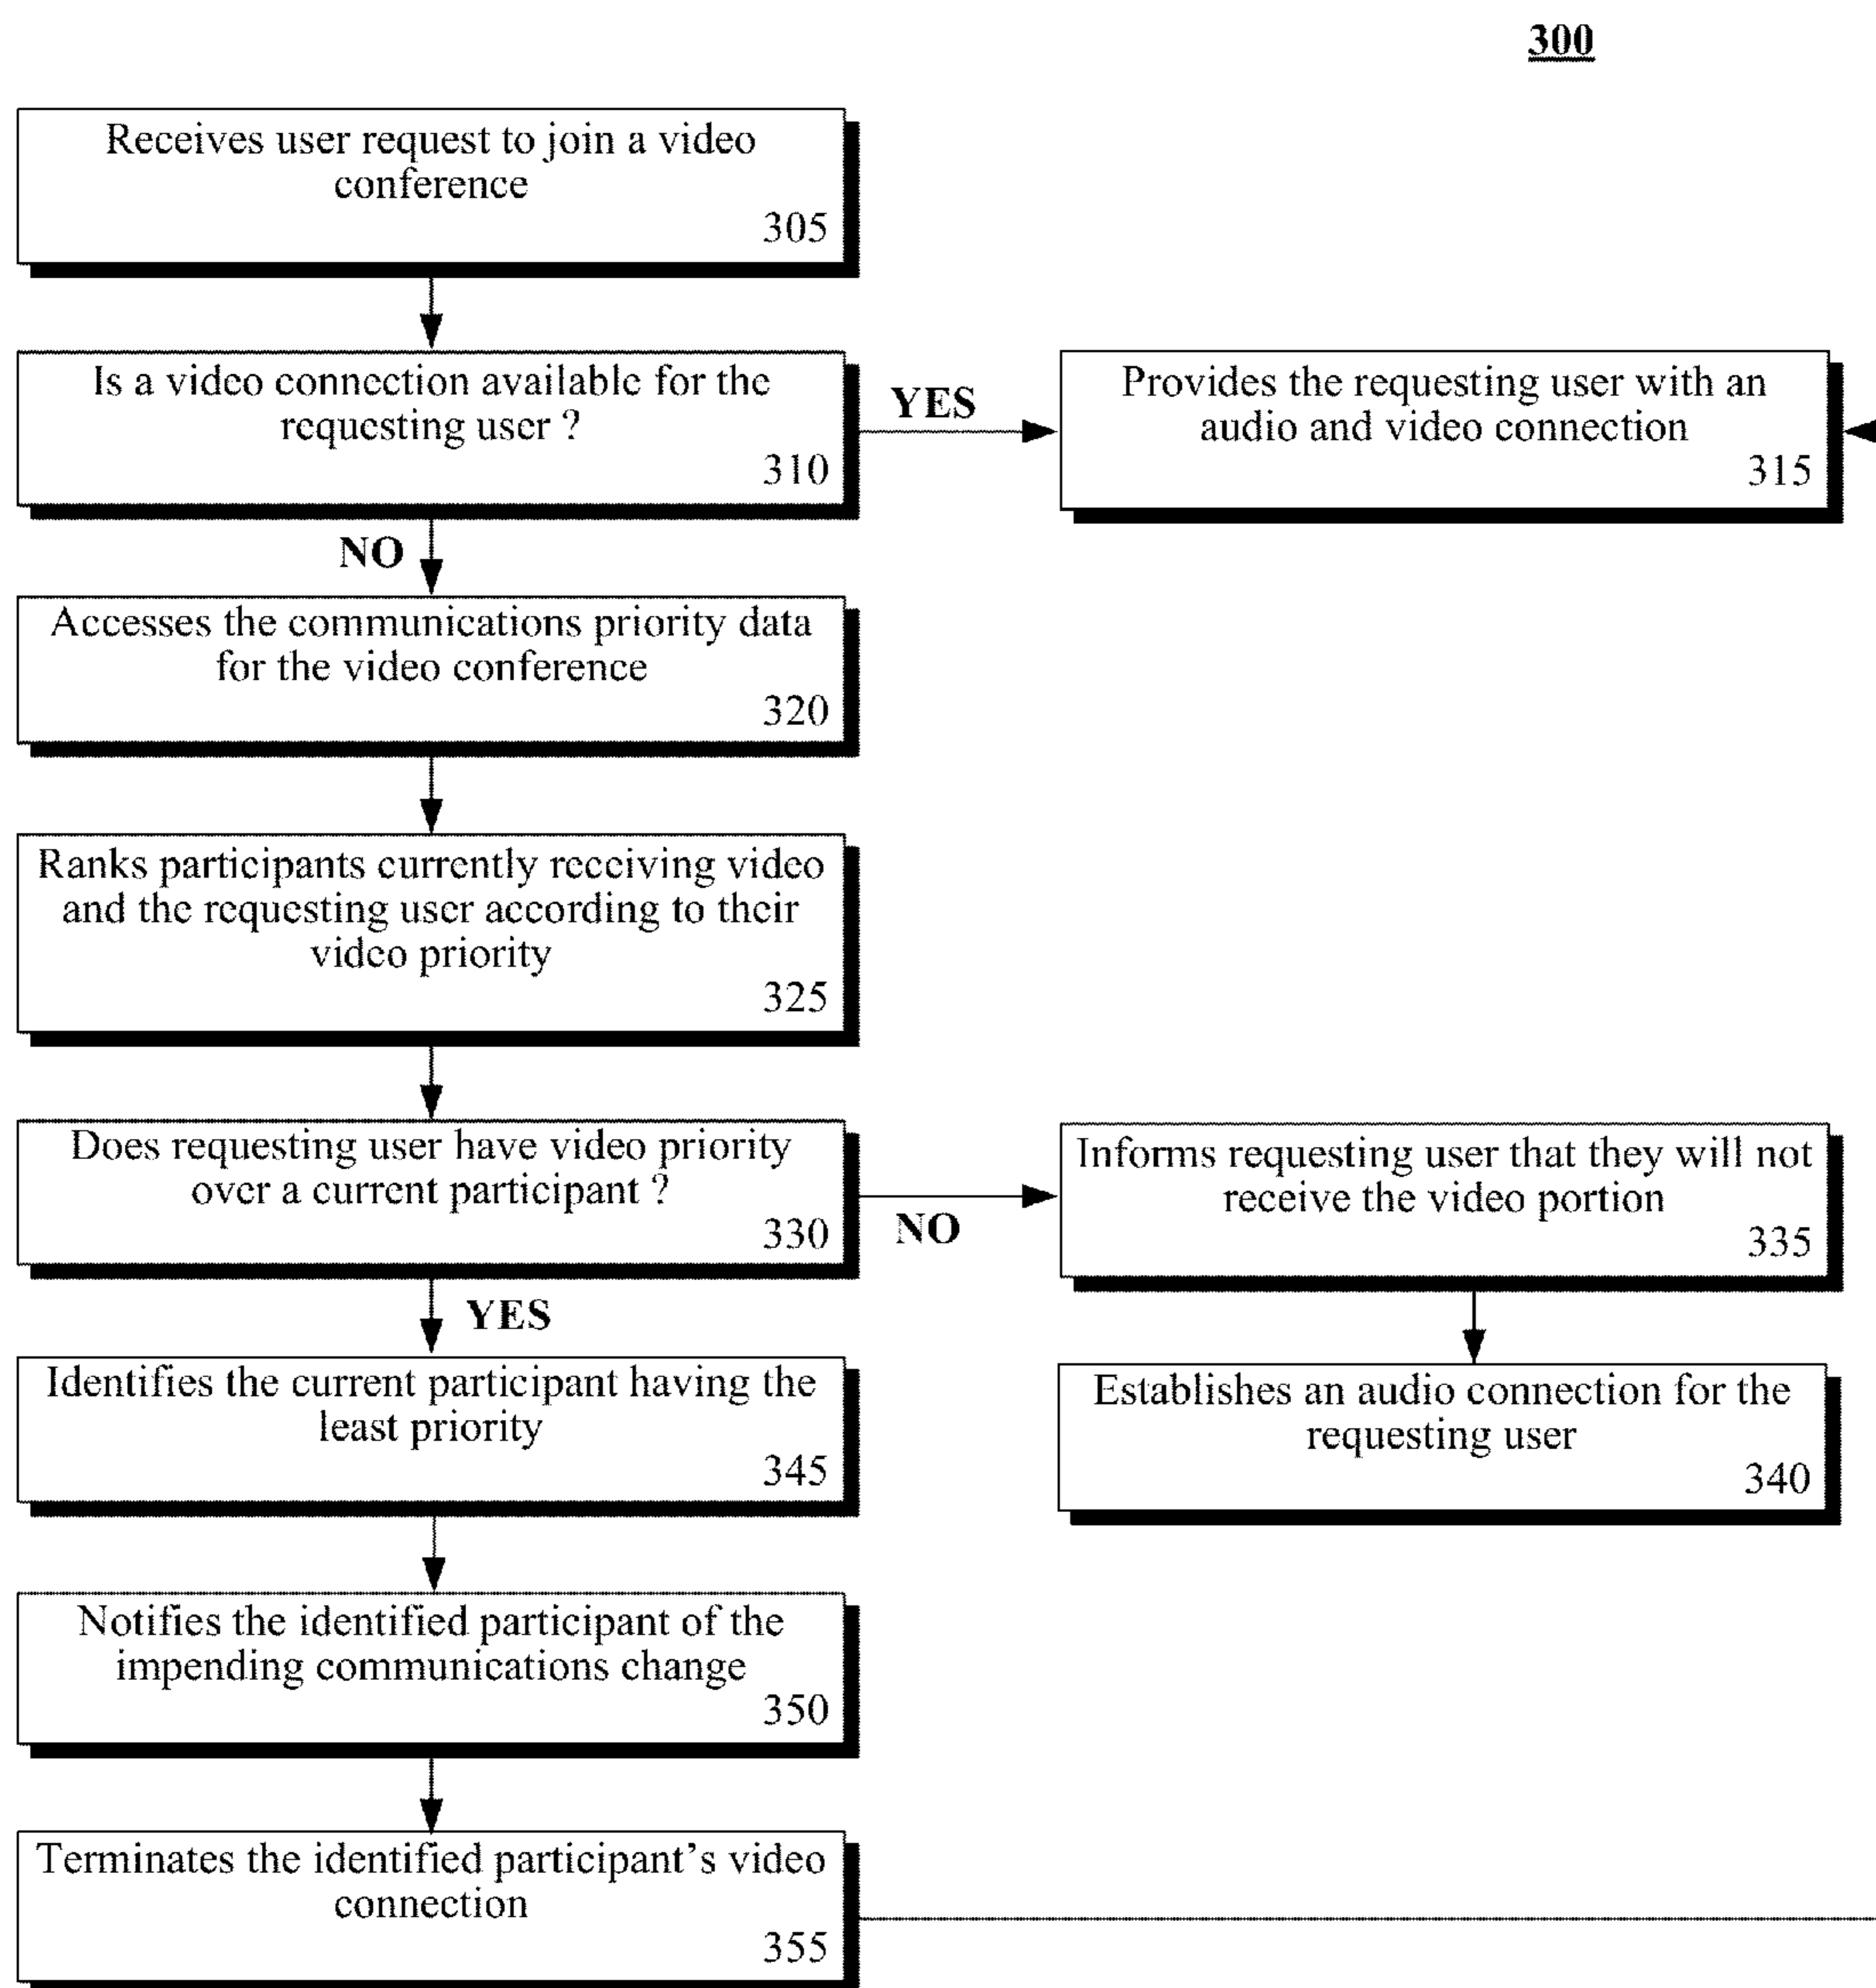 300
Receives user request to join a video
conference
305
Is a video connection available for the
requesting user ?
310
YES
Provides the requesting user with an
audio and video connection
315
NO
Accesses the communications priority data
for the video conference
320
Ranks participants currently receiving video
and the requesting user according to their
video priority
325
Does requesting user have video priority
over a current participant ?
330
NO
Informs requesting user that they will not
receive the video portion
335
YES
Establishes an audio connection for the
requesting user
340
Identifies the current participant having the
least priority
345
Notifies the identified participant of the
impending communications change
350
Terminates the identified participant's video
connection
355